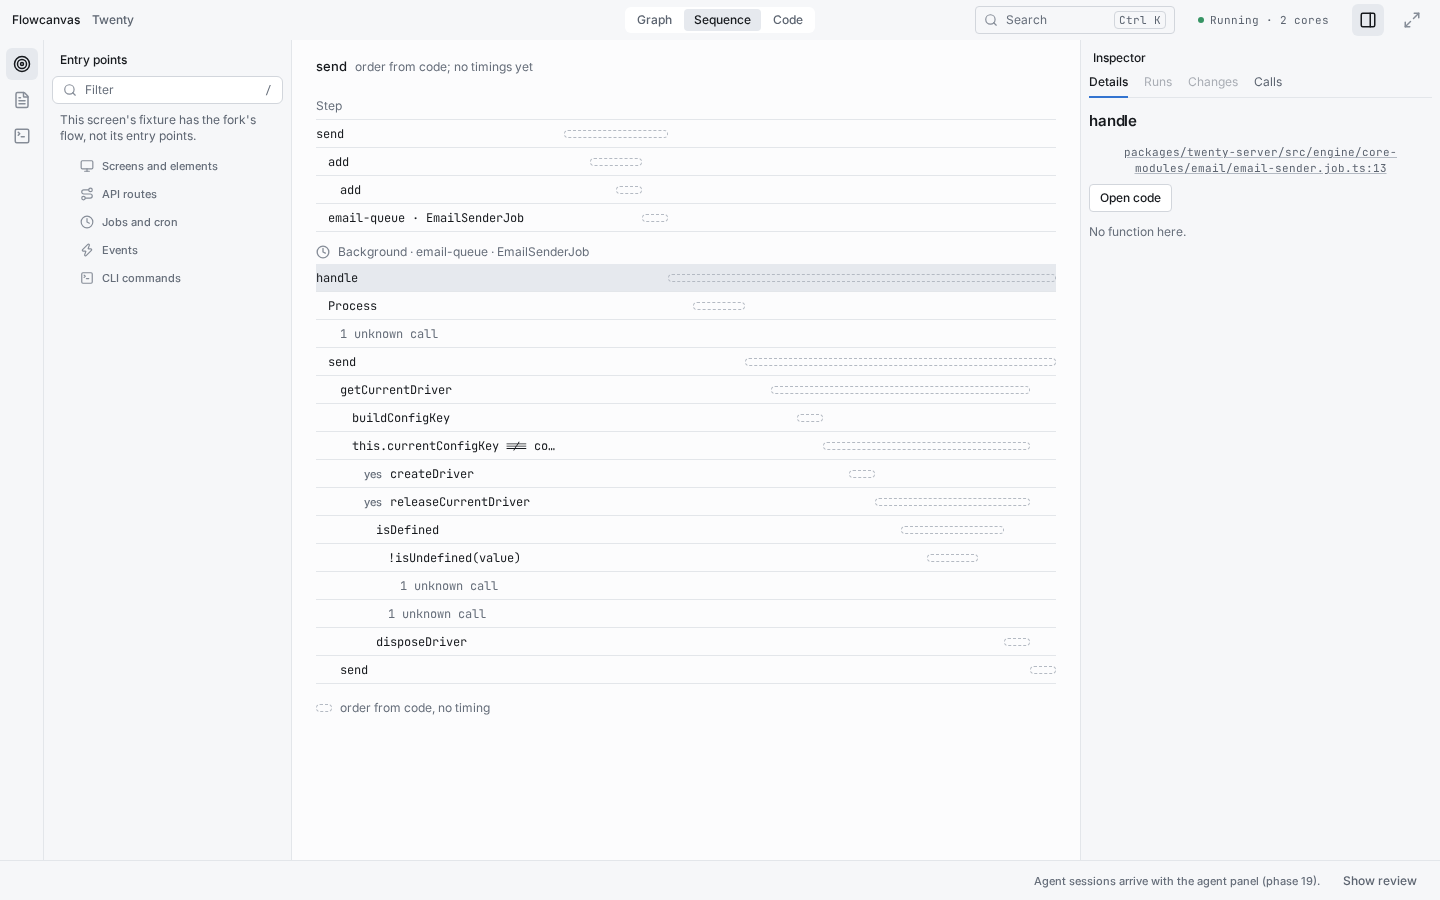 Flowcanvas Twenty
Graph Sequence Code
Search Ctrl K
Running · 2 cores
Entry points
Filter /
This screen's fixture has the fork's
flow, not its entry points.
Screens and elements
API routes
Jobs and cron
Events
CLI commands
send order from code; no timings yet
Step
send
add
add
email-queue · EmailSenderJob
Background · email-queue · EmailSenderJob
handle
Process
1 unknown call
send
getCurrentDriver
buildConfigKey
this.currentConfigKey !== co…
yes createDriver
yes releaseCurrentDriver
isDefined
!isUndefined(value)
1 unknown call
1 unknown call
disposeDriver
send
order from code, no timing
Inspector
Details Runs Changes Calls
handle
packages/twenty-server/src/engine/core-
modules/email/email-sender.job.ts:13
Open code
No function here.
Agent sessions arrive with the agent panel (phase 19). Show review